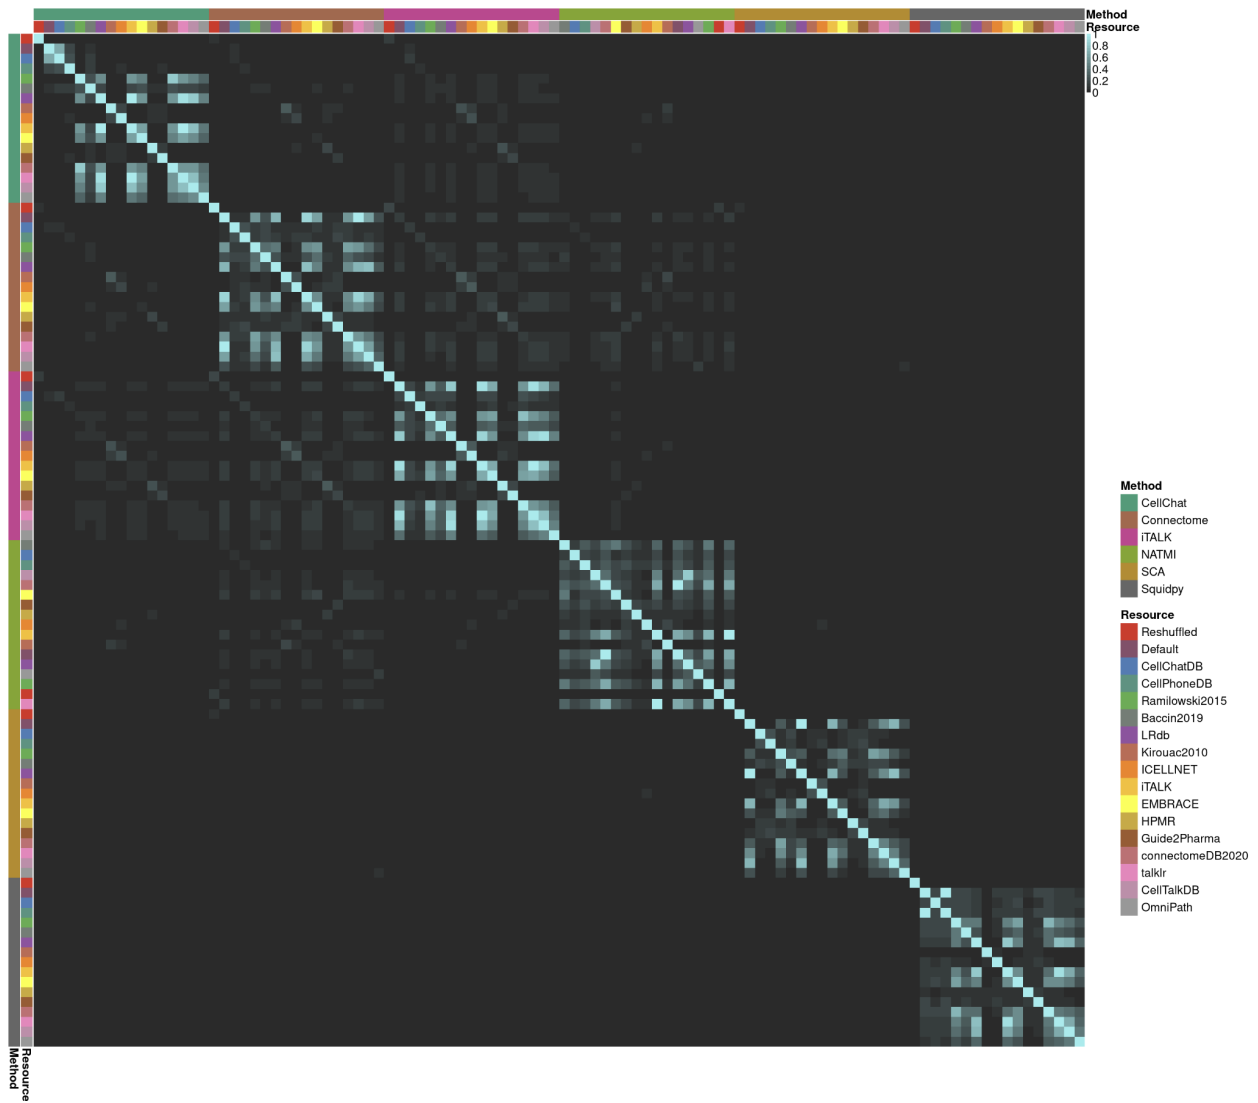 Method
Resource
1
0.8
0.6
0.4
0.2
0
Method
CellChat
Connectome
iTALK
NATMI
SCA
Squidpy
Resource
Reshuffled
Default
CellChatDB
CellPhoneDB
Ramilowski2015
Baccin2019
LRdb
Kirouac2010
ICELLNET
iTALK
EMBRACE
HPMR
Guide2Pharma
connectomeDB2020
talklr
CellTalkDB
OmniPath
Method
Resource